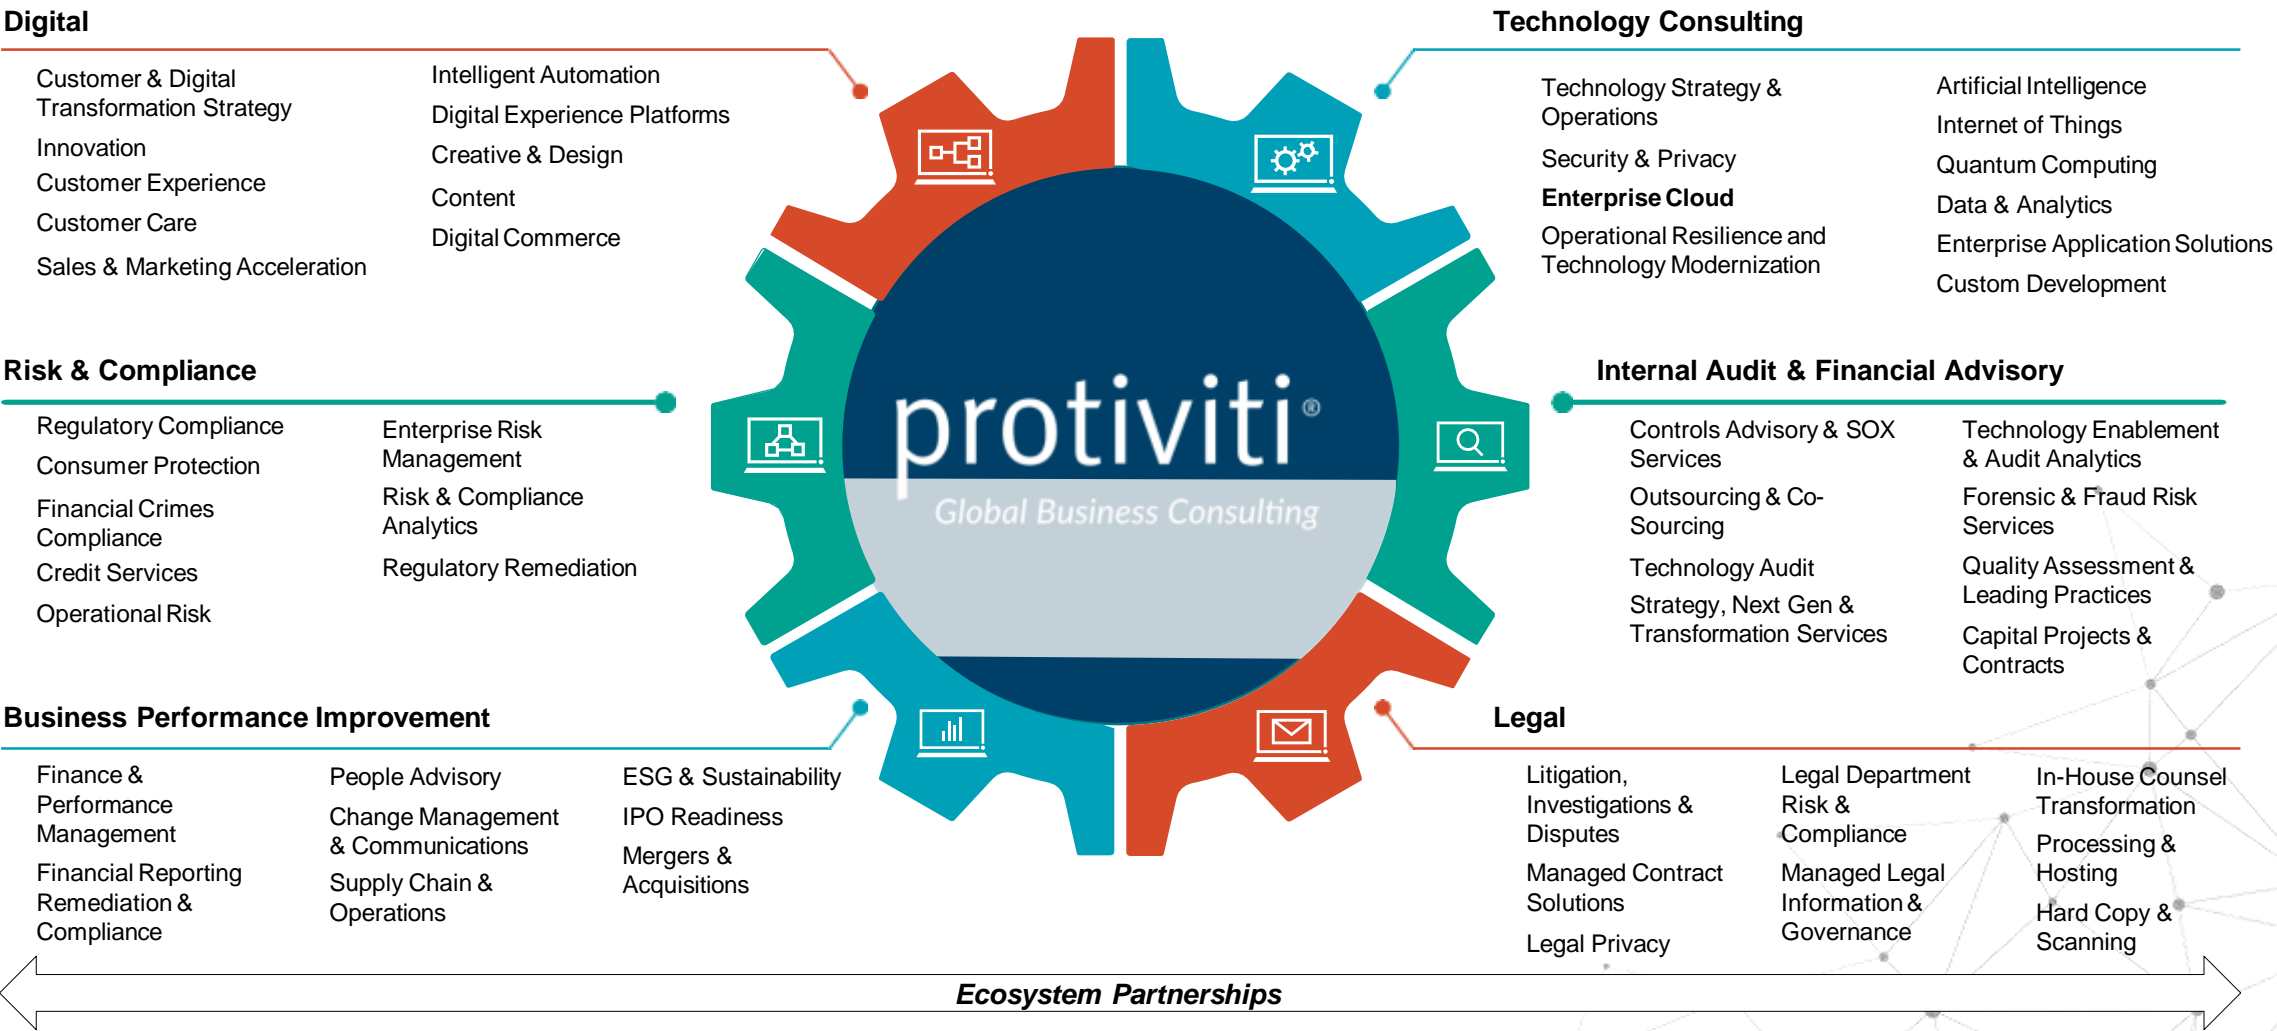 Digital
Customer & Digital
Transformation Strategy
Innovation
Customer Experience
Customer Care
Sales & Marketing Acceleration
Intelligent Automation
Digital Experience Platforms
Creative & Design
Content
Digital Commerce
Technology Consulting
Technology Strategy &
Operations
Security & Privacy
Enterprise Cloud
Operational Resilience and
Technology Modernization
Artificial Intelligence
Internet of Things
Quantum Computing
Data & Analytics
Enterprise Application Solutions
Custom Development
Risk & Compliance
Regulatory Compliance
Consumer Protection
Financial Crimes
Compliance
Credit Services
Operational Risk
Enterprise Risk
Management
Risk & Compliance
Analytics
Regulatory Remediation
protiviti®
Global Business Consulting
Internal Audit & Financial Advisory
Controls Advisory & SOX
Services
Outsourcing & Co-
Sourcing
Technology Audit
Strategy, Next Gen &
Transformation Services
Technology Enablement
& Audit Analytics
Forensic & Fraud Risk
Services
Quality Assessment &
Leading Practices
Capital Projects &
Contracts
Business Performance Improvement
Finance &
Performance
Management
Financial Reporting
Remediation &
Compliance
People Advisory
Change Management
& Communications
Supply Chain &
Operations
ESG & Sustainability
IPO Readiness
Mergers &
Acquisitions
Legal
Litigation,
Investigations &
Disputes
Managed Contract
Solutions
Legal Privacy
Legal Department
Risk &
Compliance
Managed Legal
Information &
Governance
In-House Counsel
Transformation
Processing &
Hosting
Hard Copy &
Scanning
Ecosystem Partnerships